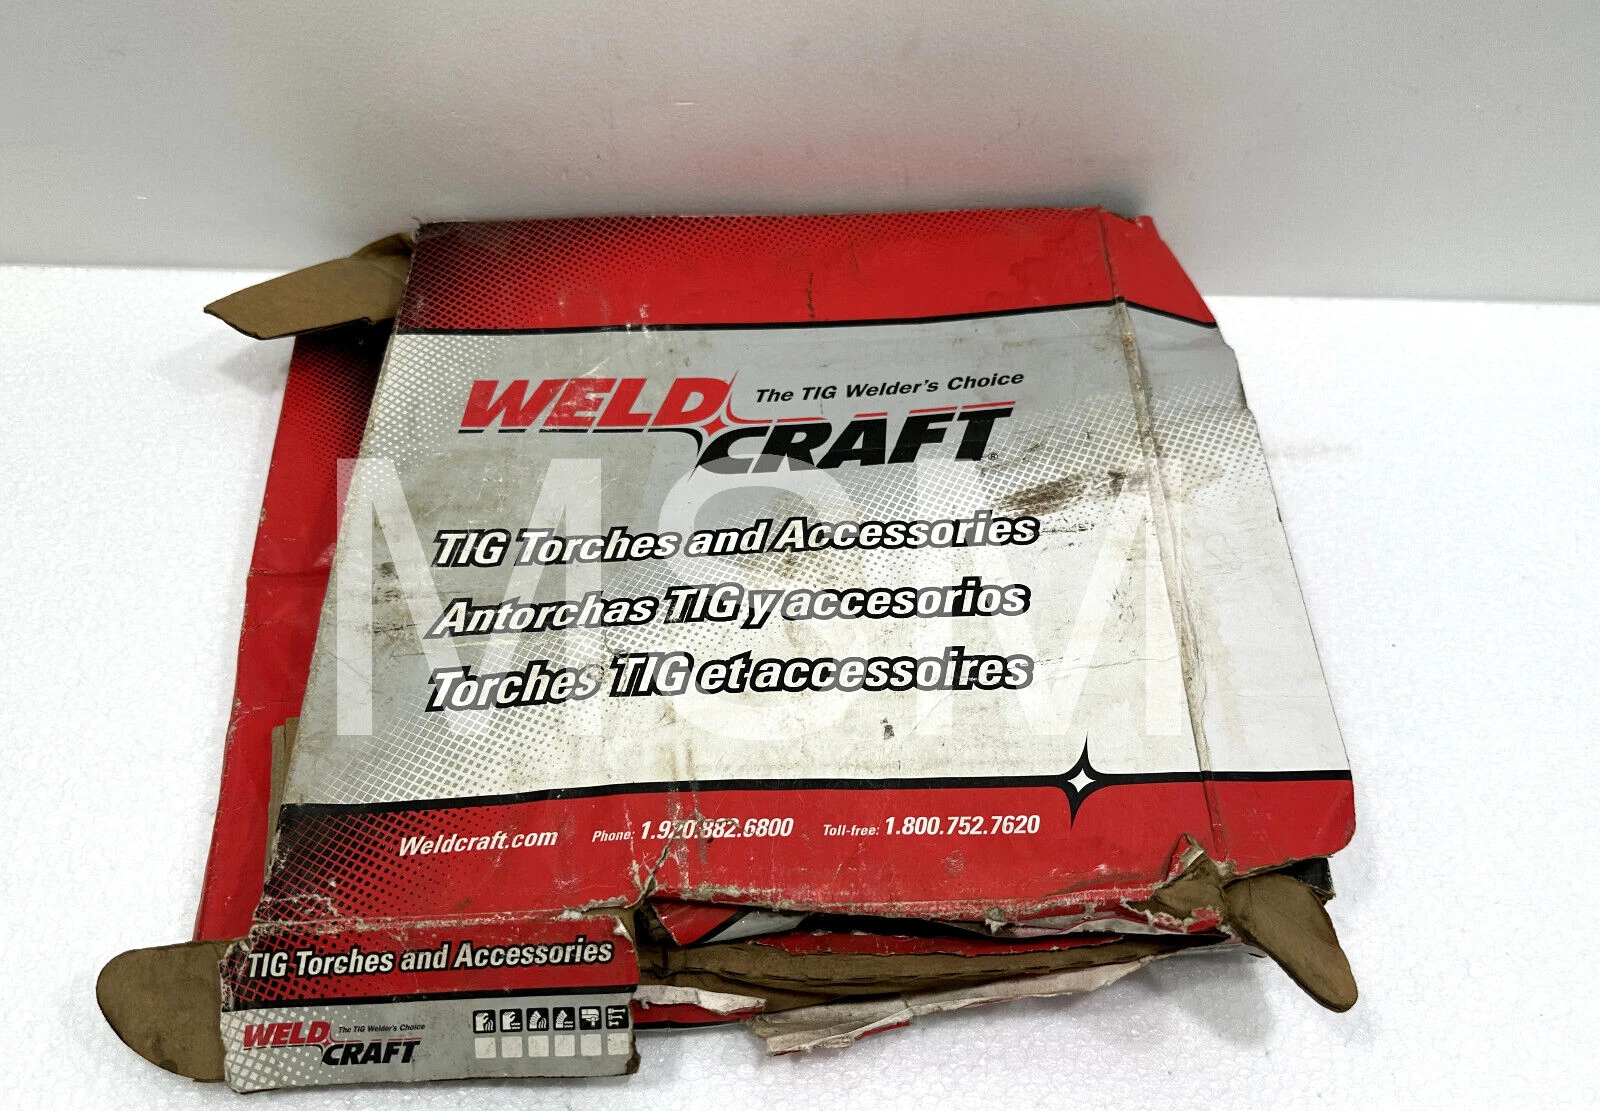 WELD The TIG Welder's Choice
CRAFT®
TIG Torches and Accessories
Antorchas TIG y accesorios
Torches TIG et accessoires
MSM
Weldcraft.com Phone: 1.920.882.6800 Toll-free: 1.800.752.7620
TIG Torches and Accessories
WELD The TIG Welder's Choice
CRAFT